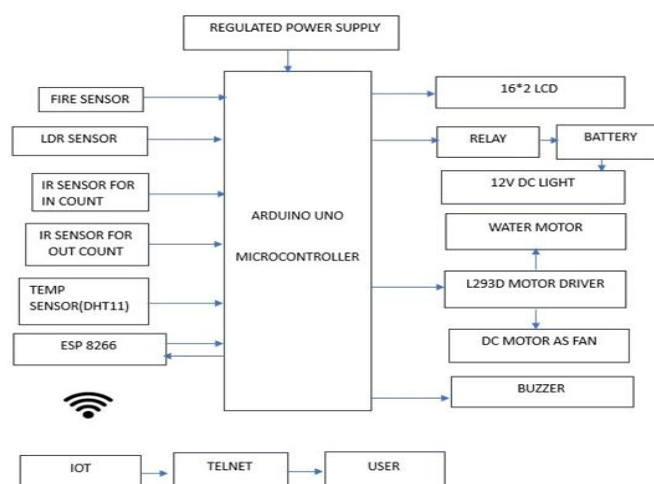 REGULATED POWER SUPPLY
FIRE SENSOR
LDR SENSOR
IR SENSOR FOR
IN COUNT
IR SENSOR FOR
OUT COUNT
TEMP
SENSOR(DHT11)
ESP 8266
ARDUINO UNO
MICROCONTROLLER
16*2 LCD
RELAY
BATTERY
12V DC LIGHT
WATER MOTOR
L293D MOTOR DRIVER
DC MOTOR AS FAN
BUZZER
IOT
TELNET
USER